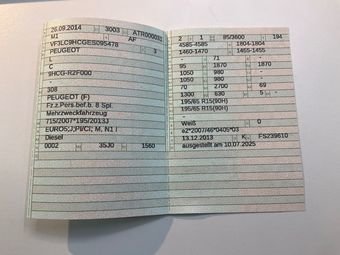 26.09.2014 3003 ATR000031
M1 AF
VF3LC9HCGES095478
PEUGEOT 3
L
C
9HCG-R2F000
-
308
PEUGEOT (F)
Fz.z.Pers.bef.b. 8 Spl.
Mehrzweckfahrzeug
715/2007*195/2013J
EURO5;J;PI/CI; M, N1 I
Diesel
0002 35J0 1560
2 1 85/3600 194
4585-4585 1804-1804
1460-1470 1455-1455
- 71 -
95 1870 1870
1050 980 -
1050 980 -
70 2700 69
1300 630 5 -
195/65 R15(90H)
195/65 R15(90H)
-
Weiß 0
e2*2007/46*0405*03
13.12.2013 K FS239610
ausgestellt am 10.07.2025